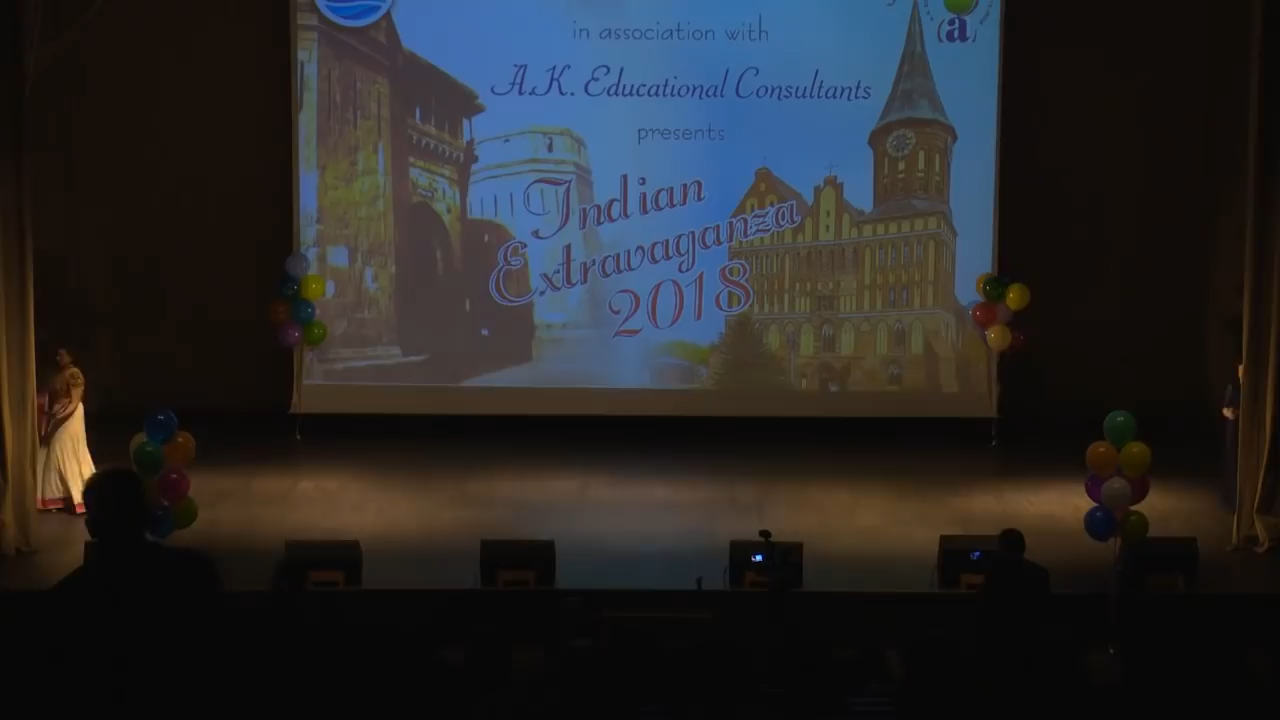 in association with
A.K. Educational Consultants
presents
Indian
Extravaganza
2018
(a)